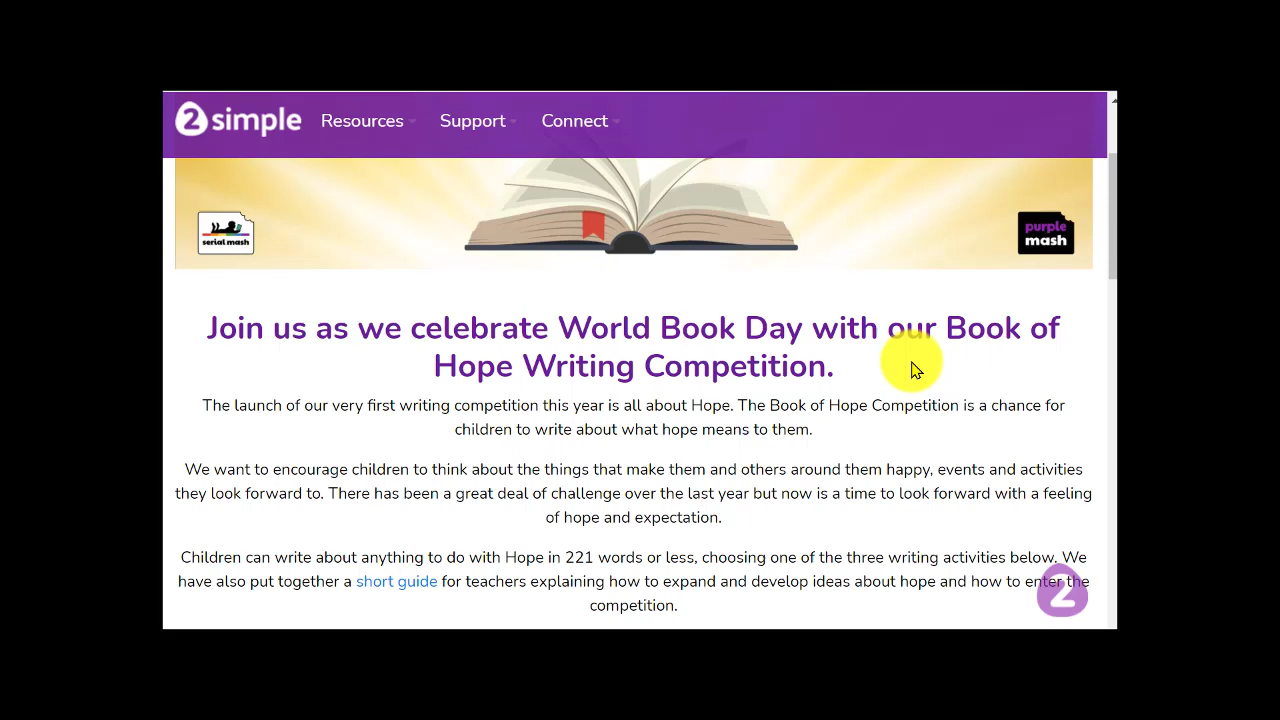 2simple Resources Support Connect
serial mash
purple
mash
Join us as we celebrate World Book Day with our Book of
Hope Writing Competition.
The launch of our very first writing competition this year is all about Hope. The Book of Hope Competition is a chance for
children to write about what hope means to them.
We want to encourage children to think about the things that make them and others around them happy, events and activities
they look forward to. There has been a great deal of challenge over the last year but now is a time to look forward with a feeling
of hope and expectation.
Children can write about anything to do with Hope in 221 words or less, choosing one of the three writing activities below. We
have also put together a short guide for teachers explaining how to expand and develop ideas about hope and how to enter the
competition.
2